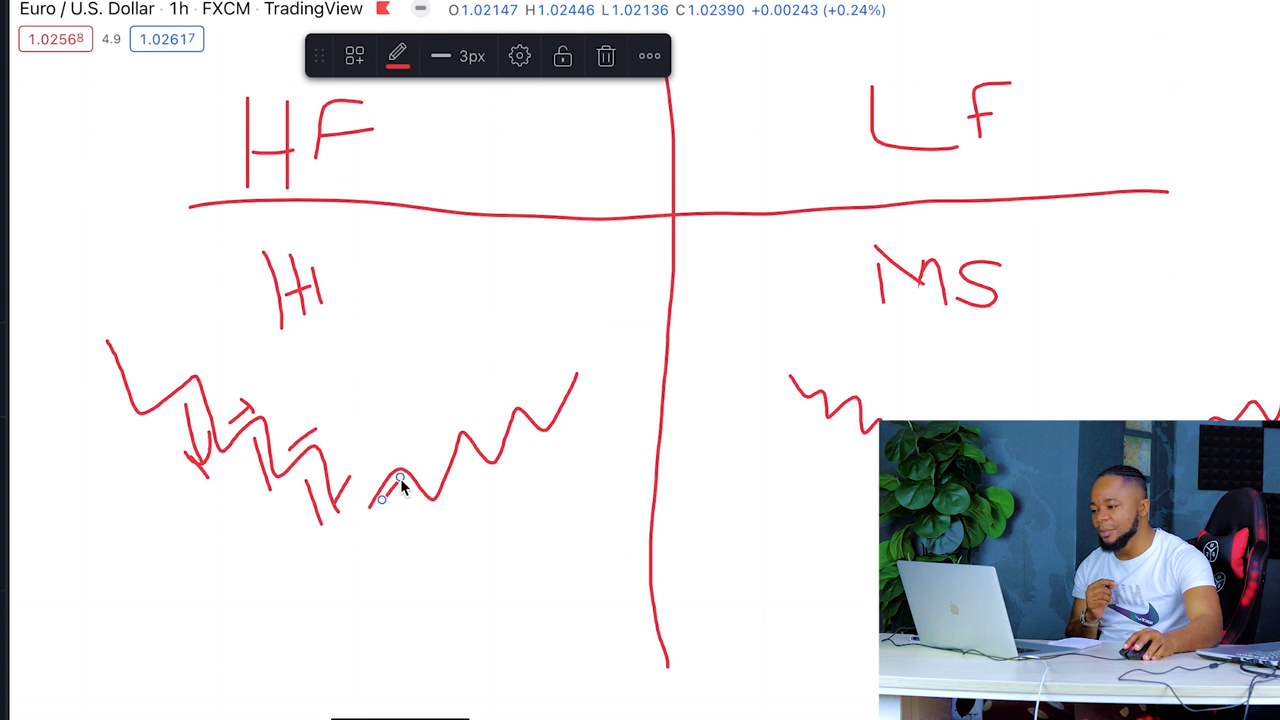 Euro / U.S. Dollar · 1h · FXCM · TradingView O1.02147 H1.02446 L1.02136 C1.02390 +0.00243 (+0.24%)
1.02568 4.9 1.02617
3px
HF LF
MS